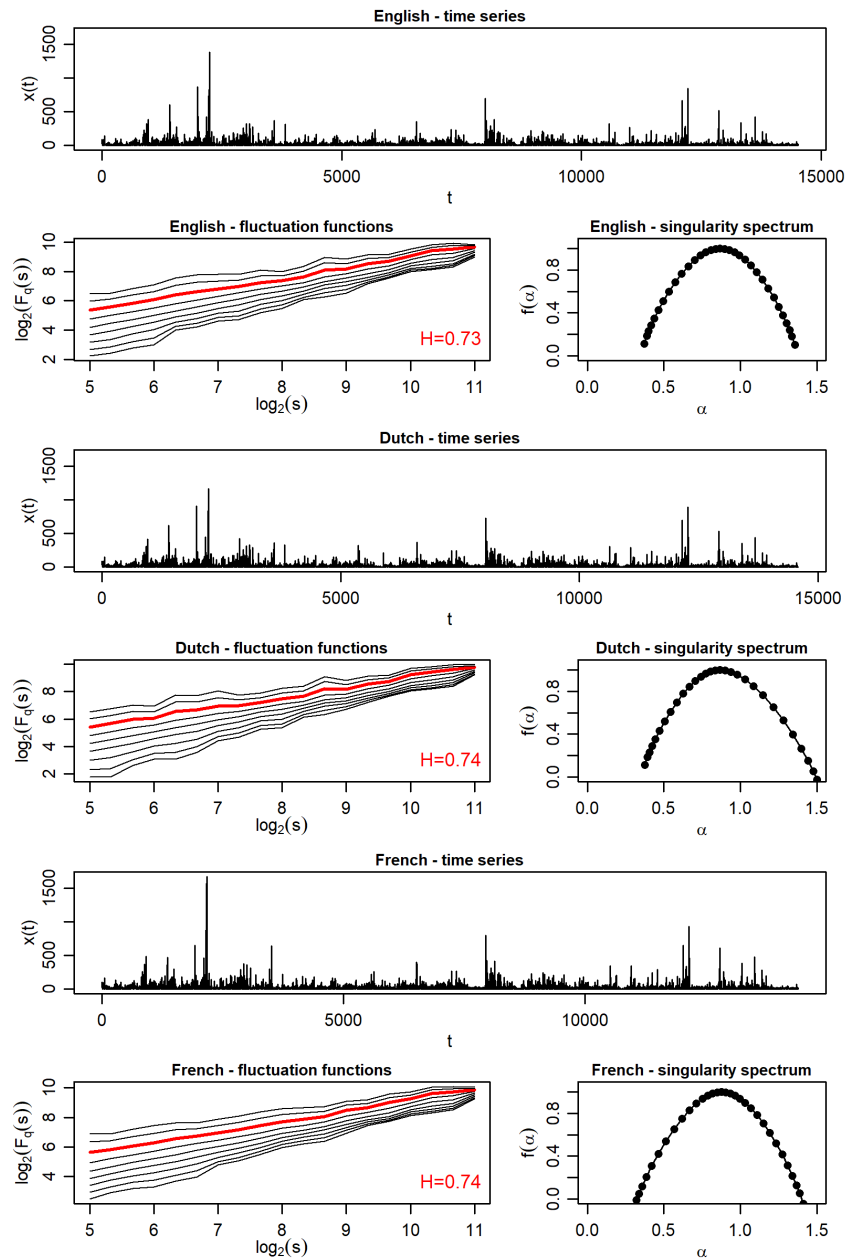 English - time series
x(t)
1500
500
0
0
5000
10000
15000
t
English - fluctuation functions
log2(Fq(s))
10
8
6
4
2
H=0.73
5
6
7
8
9
10
11
log2(s)
English - singularity spectrum
f(α)
0.8
0.4
0.0
0.0
0.5
1.0
1.5
α
Dutch - time series
x(t)
1500
500
0
0
5000
10000
15000
t
Dutch - fluctuation functions
log2(Fq(s))
8
6
4
2
H=0.74
5
6
7
8
9
10
11
log2(s)
Dutch - singularity spectrum
f(α)
0.8
0.4
0.0
0.0
0.5
1.0
1.5
α
French - time series
x(t)
1500
500
0
0
5000
10000
t
French - fluctuation functions
log2(Fq(s))
10
8
6
4
H=0.74
5
6
7
8
9
10
11
log2(s)
French - singularity spectrum
f(α)
0.8
0.4
0.0
0.0
0.5
1.0
1.5
α